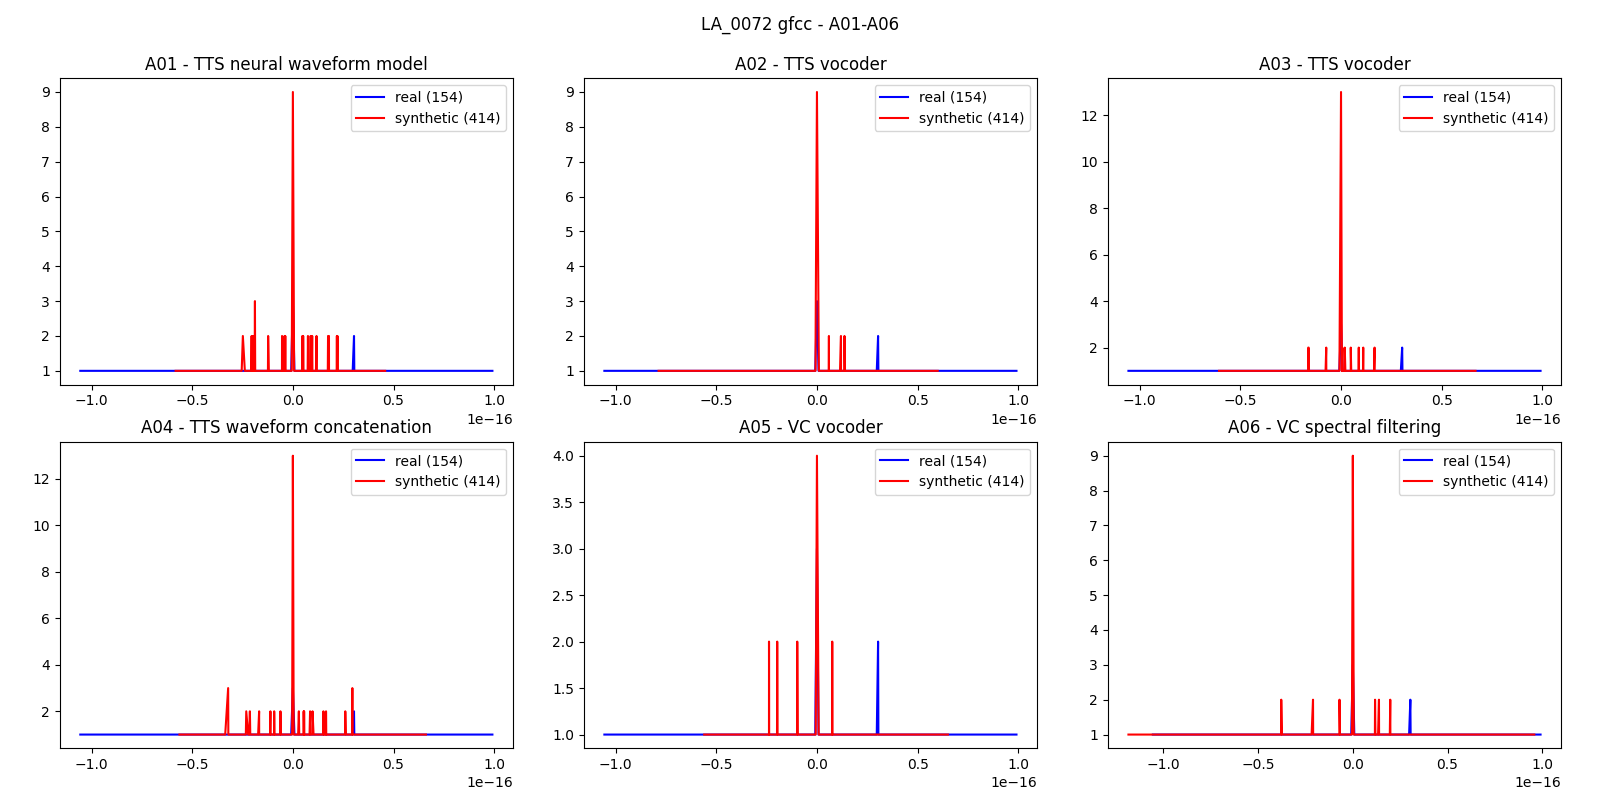 LA_0072 gfcc - A01-A06
A01 - TTS neural waveform model
real (154)
synthetic (414)
9
8
7
6
5
4
3
2
1
−1.0 −0.5 0.0 0.5 1.0
1e−16
A02 - TTS vocoder
real (154)
synthetic (414)
9
8
7
6
5
4
3
2
1
−1.0 −0.5 0.0 0.5 1.0
1e−16
A03 - TTS vocoder
real (154)
synthetic (414)
12
10
8
6
4
2
−1.0 −0.5 0.0 0.5 1.0
1e−16
A04 - TTS waveform concatenation
real (154)
synthetic (414)
12
10
8
6
4
2
−1.0 −0.5 0.0 0.5 1.0
1e−16
A05 - VC vocoder
real (154)
synthetic (414)
4.0
3.5
3.0
2.5
2.0
1.5
1.0
−1.0 −0.5 0.0 0.5 1.0
1e−16
A06 - VC spectral filtering
real (154)
synthetic (414)
9
8
7
6
5
4
3
2
1
−1.0 −0.5 0.0 0.5 1.0
1e−16